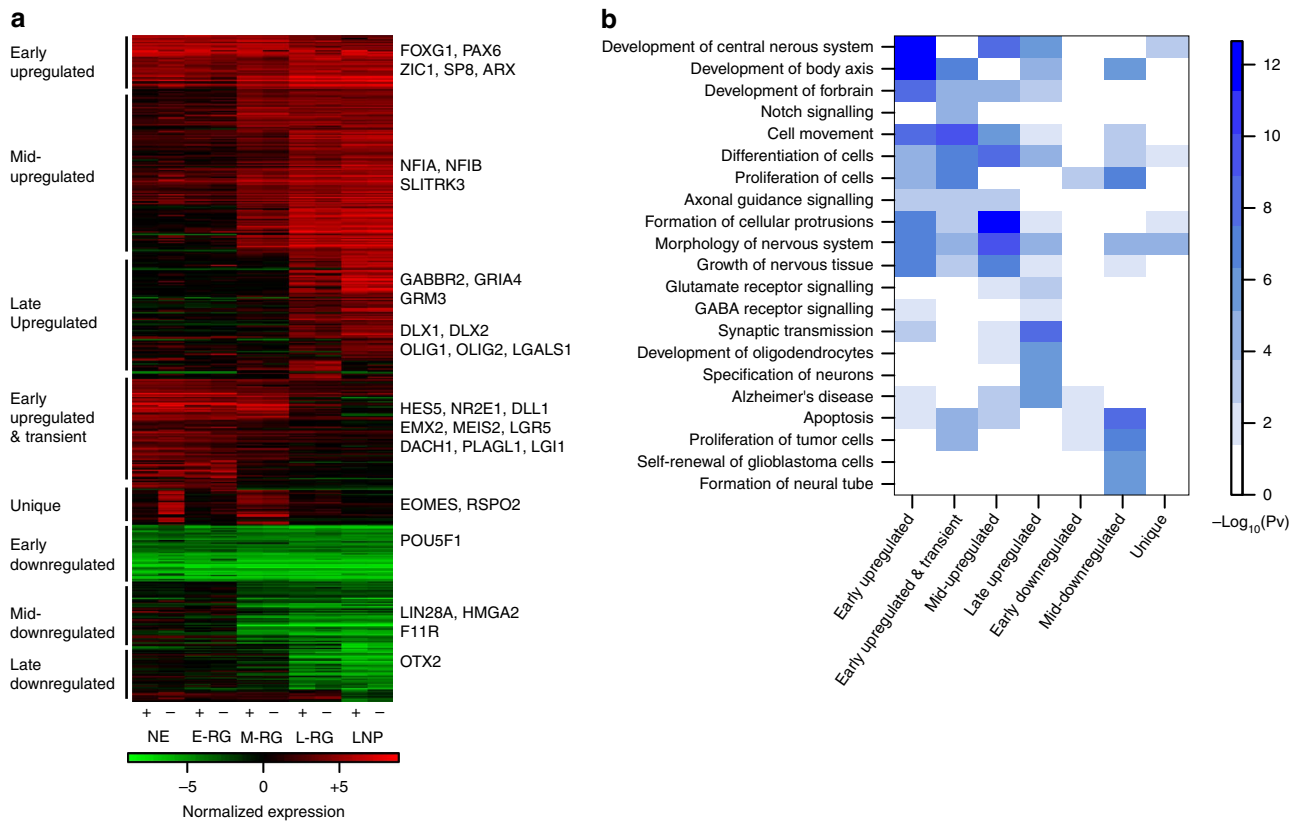 a
Early
upregulated
Mid-
upregulated
Late
Upregulated
Early
upregulated
& transient
Unique
Early
downregulated
Mid-
downregulated
Late
downregulated
FOXG1, PAX6
ZIC1, SP8, ARX
NFIA, NFIB
SLITRK3
GABBR2, GRIA4
GRM3
DLX1, DLX2
OLIG1, OLIG2, LGALS1
HES5, NR2E1, DLL1
EMX2, MEIS2, LGR5
DACH1, PLAGL1, LGI1
EOMES, RSPO2
POU5F1
LIN28A, HMGA2
F11R
OTX2
+ – + – + – + – + –
NE E-RG M-RG L-RG LNP
–5 0 +5
Normalized expression
b
Development of central nerous system
Development of body axis
Development of forbrain
Notch signalling
Cell movement
Differentiation of cells
Proliferation of cells
Axonal guidance signalling
Formation of cellular protrusions
Morphology of nervous system
Growth of nervous tissue
Glutamate receptor signalling
GABA receptor signalling
Synaptic transmission
Development of oligodendrocytes
Specification of neurons
Alzheimer's disease
Apoptosis
Proliferation of tumor cells
Self-renewal of glioblastoma cells
Formation of neural tube
Early upregulated
Early upregulated & transient
Mid-upregulated
Late upregulated
Early downregulated
Mid-downregulated
Unique
12
10
8
6
4
2
0
–Log10(Pv)